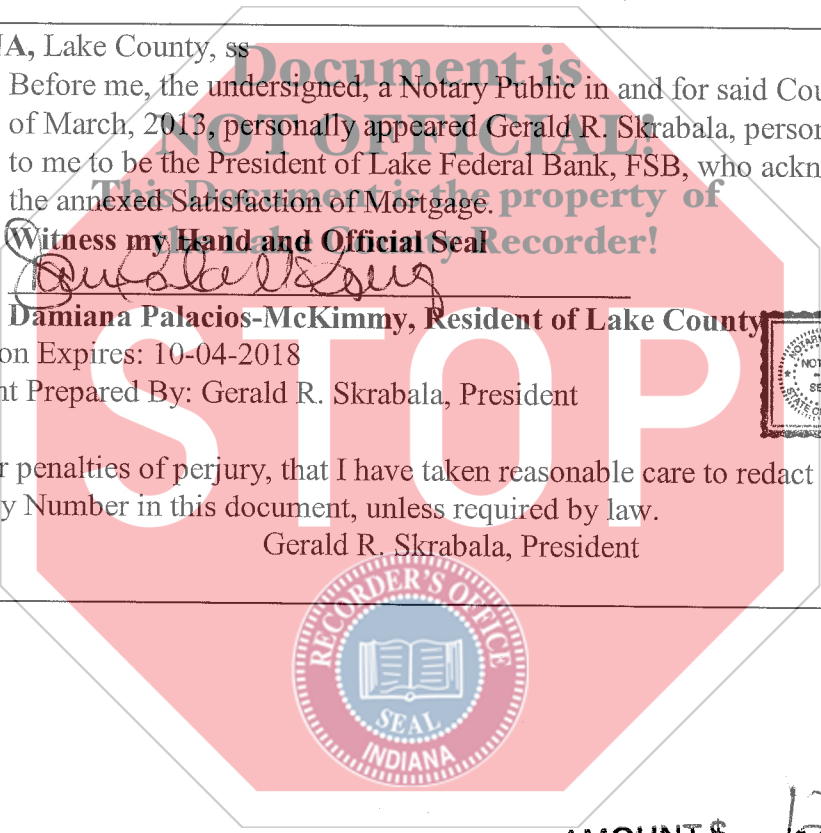 IA, Lake County, ss
Document is
Before me, the undersigned, a Notary Public in and for said Cou
NOT OFFICIAL!
of March, 2013, personally appeared Gerald R. Skrabala, person
to me to be the President of Lake Federal Bank, FSB, who ackn
This Document is the property of
the annexed Satisfaction of Mortgage.
the Lake County Recorder!
Witness my Hand and Official Seal
Damiana Palacios-McKimmy, Resident of Lake County
on Expires: 10-04-2018
nt Prepared By: Gerald R. Skrabala, President
STOP
r penalties of perjury, that I have taken reasonable care to redact
y Number in this document, unless required by law.
Gerald R. Skrabala, President
RECORDER'S OFFICE
SEAL
INDIANA
AMOUNT $